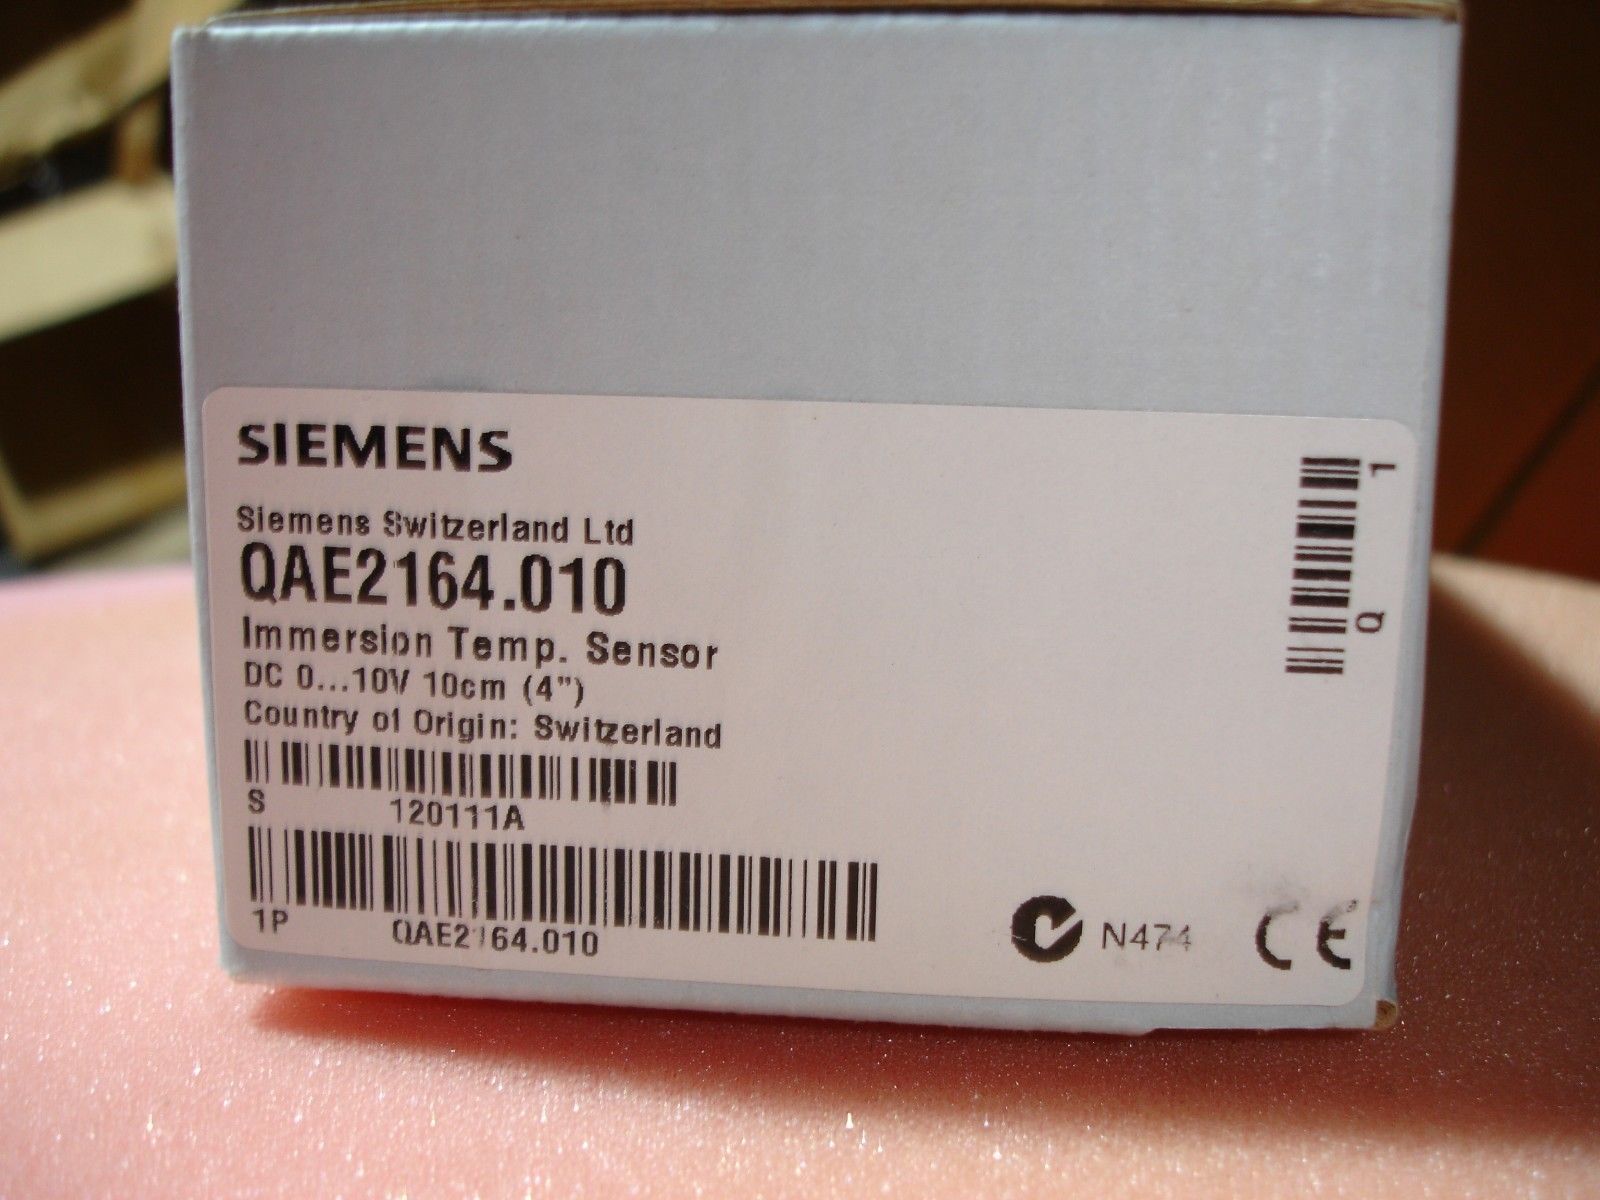 SIEMENS
Siemens Switzerland Ltd
QAE2164.010
Immersion Temp. Sensor
DC 0...10V 10cm (4")
Country of Origin: Switzerland
S 120111A
1P QAE2164.010
N474
CE
Q 1